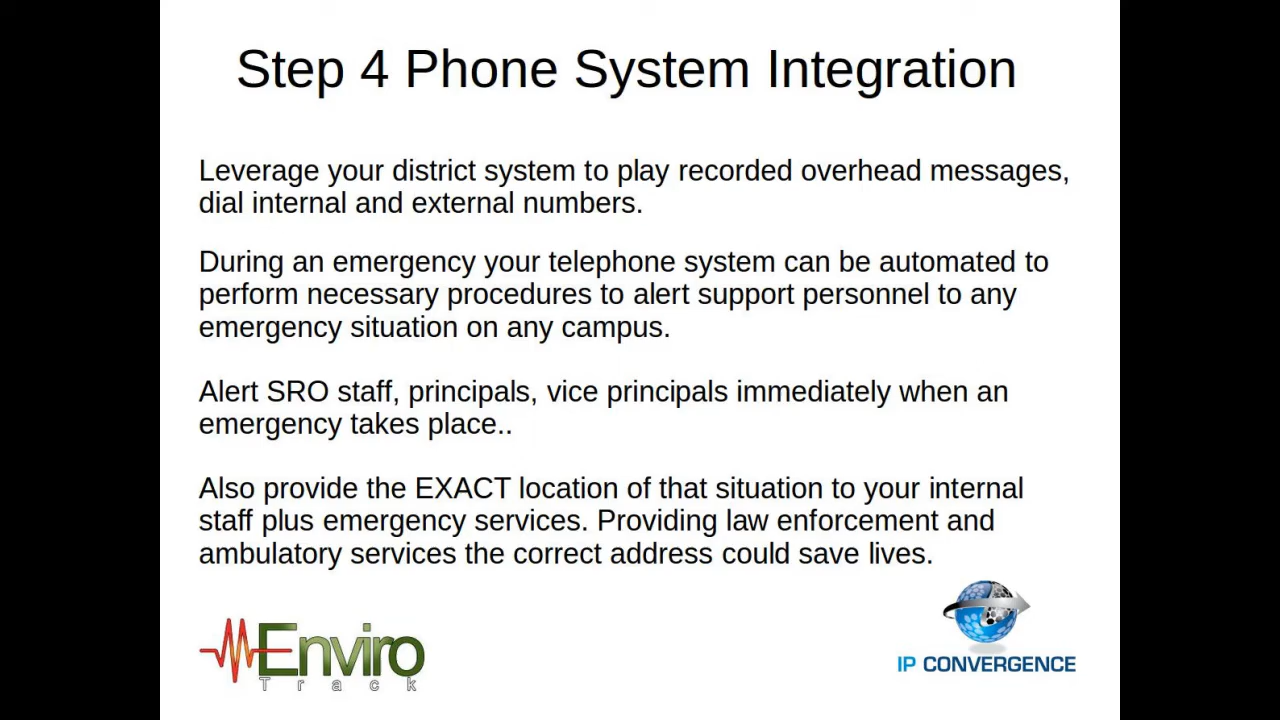 Step 4 Phone System Integration
Leverage your district system to play recorded overhead messages,
dial internal and external numbers.
During an emergency your telephone system can be automated to
perform necessary procedures to alert support personnel to any
emergency situation on any campus.
Alert SRO staff, principals, vice principals immediately when an
emergency takes place..
Also provide the EXACT location of that situation to your internal
staff plus emergency services. Providing law enforcement and
ambulatory services the correct address could save lives.
Enviro
Track
IP CONVERGENCE